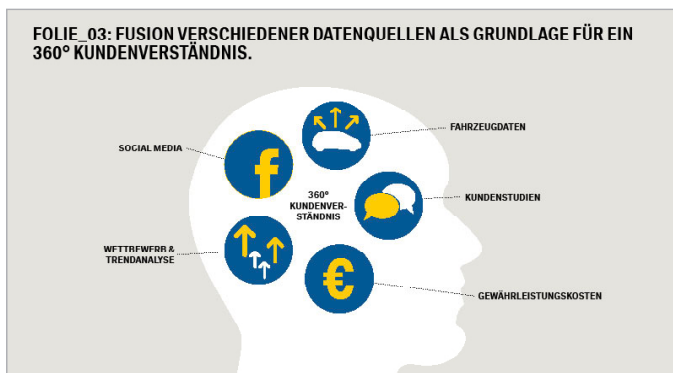 FOLIE_03: FUSION VERSCHIEDENER DATENQUELLEN ALS GRUNDLAGE FÜR EIN
360° KUNDENVERSTÄNDNIS.
FAHRZEUGDATEN
SOCIAL MEDIA
f
360°
KUNDENVER-
STÄNDNIS
KUNDENSTUDIEN
WETTBEWERB &
TRENDANALYSE
€
GEWÄHRLEISTUNGSKOSTEN